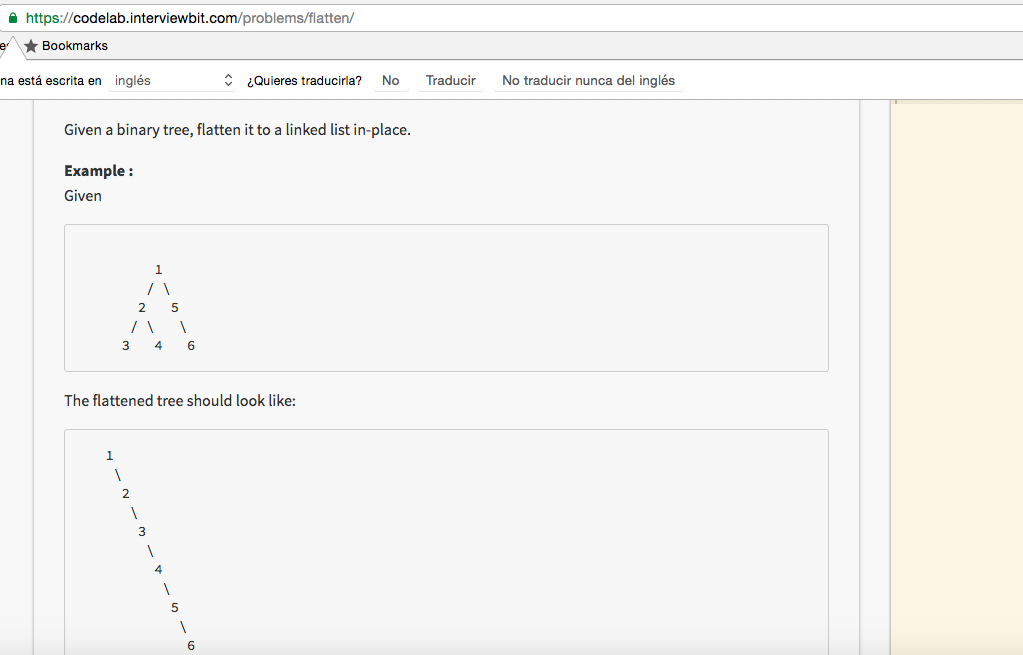 https://codelab.interviewbit.com/problems/flatten/
Bookmarks
na está escrita en inglés ¿Quieres traducirla? No Traducir No traducir nunca del inglés
Given a binary tree, flatten it to a linked list in-place.
Example :
Given
1
/ \
2 5
/ \ \
3 4 6
The flattened tree should look like:
1
\
2
\
3
\
4
\
5
\
6